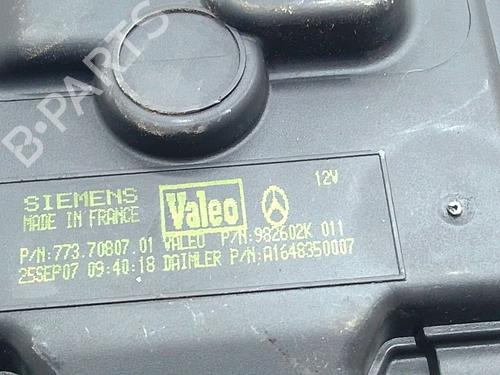 B-PARTS
SIEMENS Valeo 12V
MADE IN FRANCE
P/N:773.70807.01 VALEO P/N:982602K 011
25SEP07 09:40:18 DAIMLER P/N:A1648350007